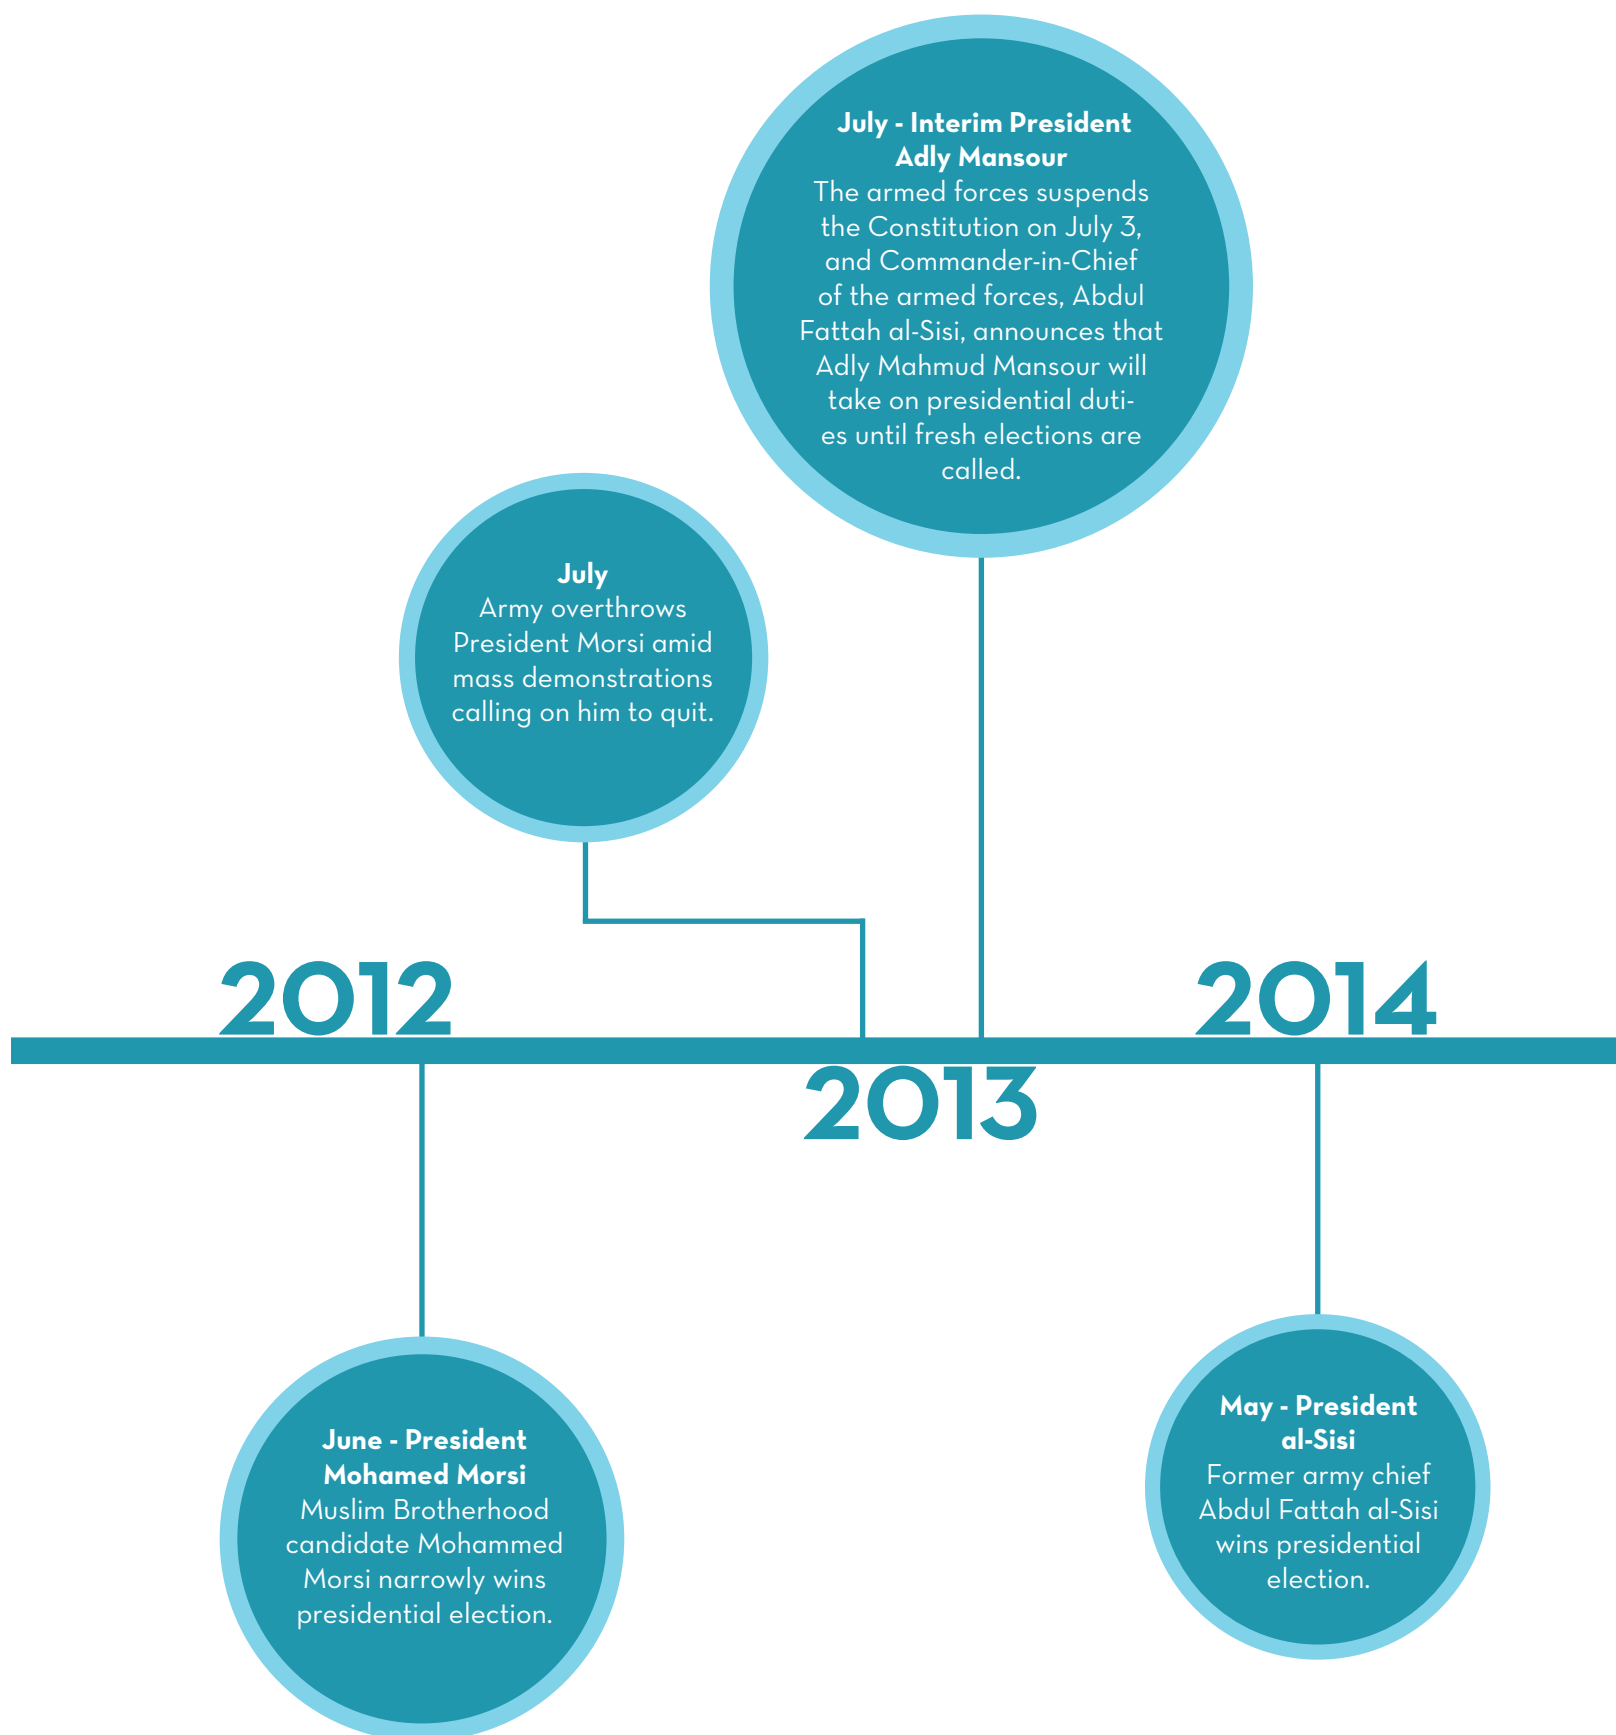 July - Interim President
Adly Mansour
The armed forces suspends
the Constitution on July 3,
and Commander-in-Chief
of the armed forces, Abdul
Fattah al-Sisi, announces that
Adly Mahmud Mansour will
take on presidential duti-
es until fresh elections are
called.
July
Army overthrows
President Morsi amid
mass demonstrations
calling on him to quit.
2012
2014
2013
June - President
Mohamed Morsi
Muslim Brotherhood
candidate Mohammed
Morsi narrowly wins
presidential election.
May - President
al-Sisi
Former army chief
Abdul Fattah al-Sisi
wins presidential
election.